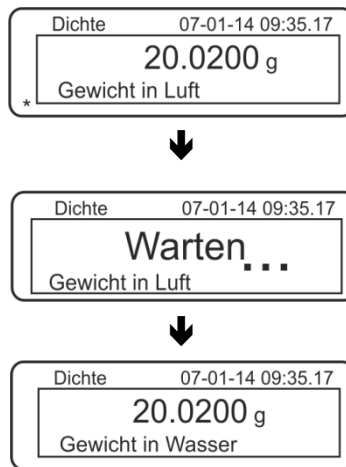 Dichte 07-01-14 09:35.17
20.0200 g
Gewicht in Luft
*
Dichte 07-01-14 09:35.17
Warten...
Gewicht in Luft
Dichte 07-01-14 09:35.17
20.0200 g
Gewicht in Wasser